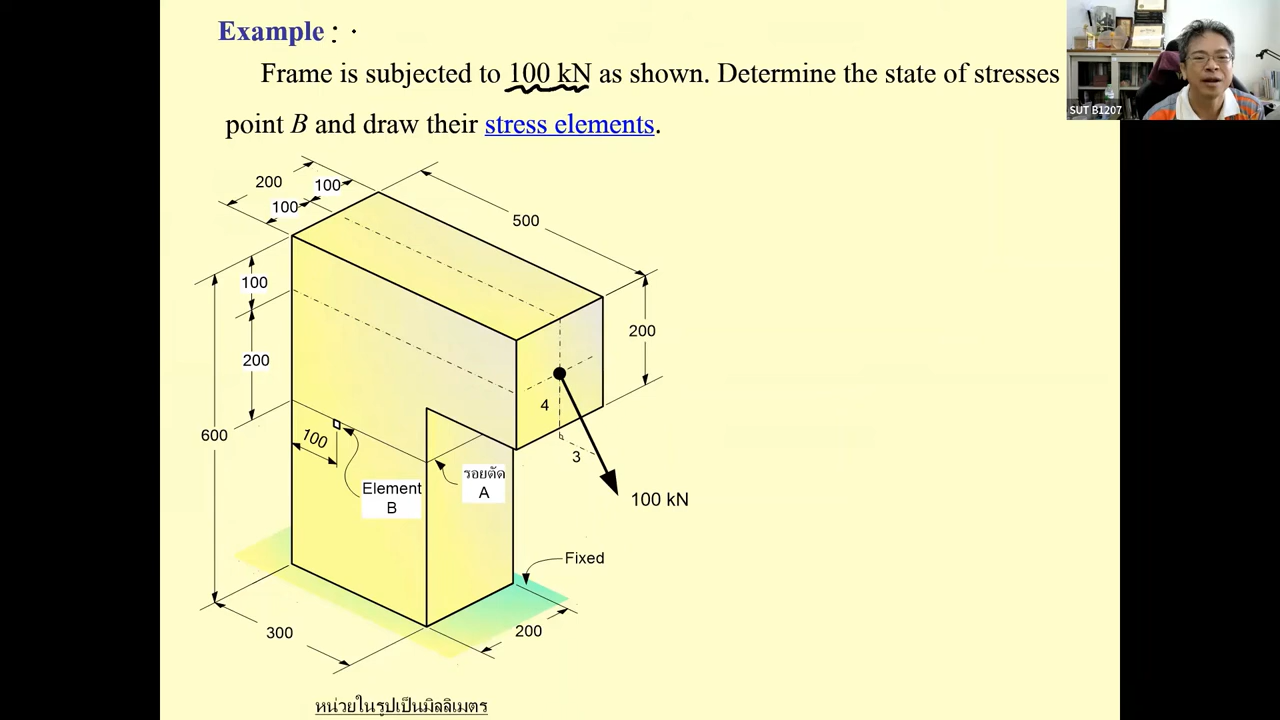 Example : .
Frame is subjected to 100 kN as shown. Determine the state of stresses
point B and draw their stress elements.
SUT B1207
200
100
100
500
100
200
200
4
600
100
3
รอยตัด
A
Element
B
100 kN
Fixed
300
200
หน่วยในรูปเป็นมิลลิเมตร